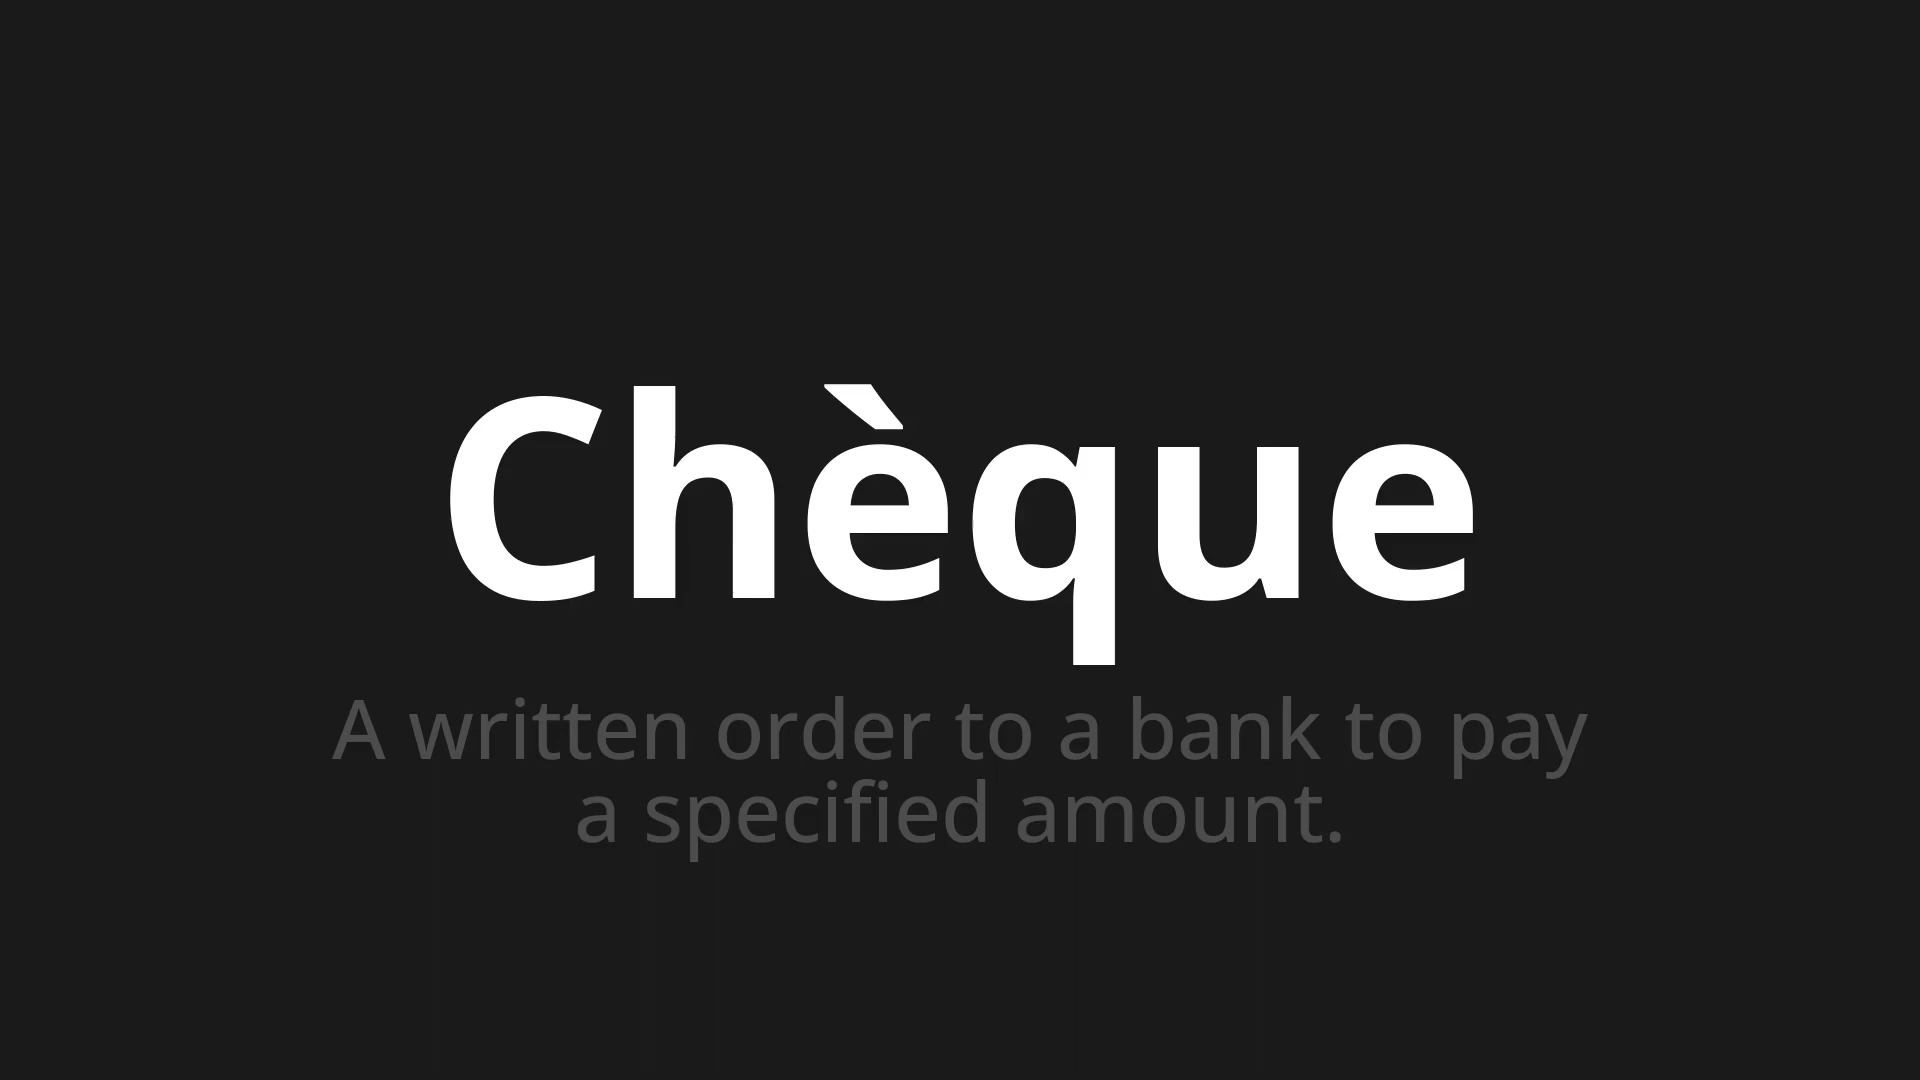 Chèque
A written order to a bank to pay
a specified amount.